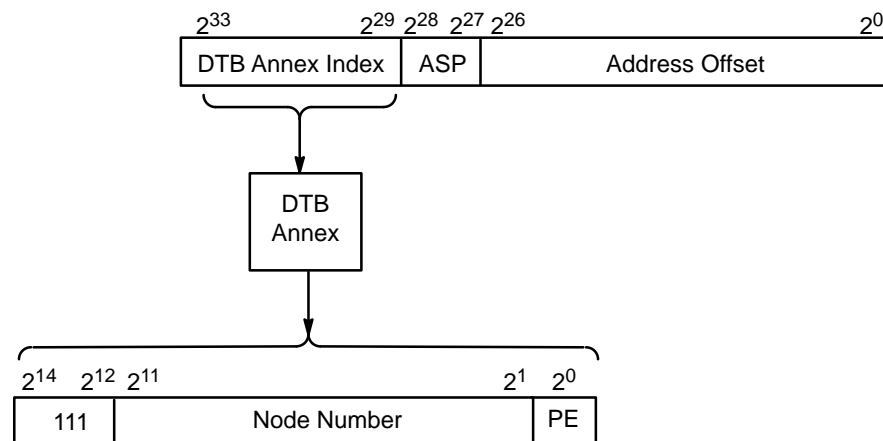 2^33 2^29 2^28 2^27 2^26 2^0
DTB Annex Index ASP Address Offset
DTB
Annex
2^14 2^12 2^11 2^1 2^0
111 Node Number PE